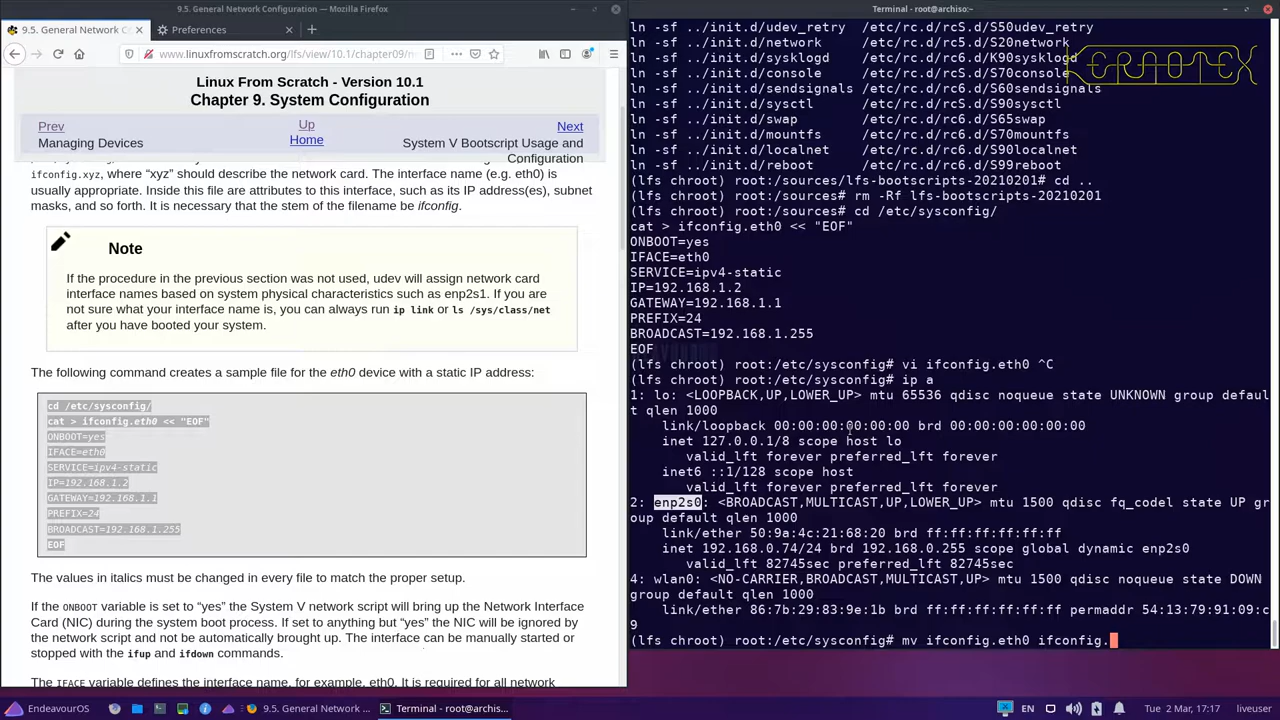 9.5. General Network Configuration — Mozilla Firefox
9.5. General Network Co
Preferences
www.linuxfromscratch.org/lfs/view/10.1/chapter09/
Linux From Scratch - Version 10.1
Chapter 9. System Configuration
Prev
Up
Next
Managing Devices
Home
System V Bootscript Usage and
Configuration
ifconfig.xyz, where “xyz” should describe the network card. The interface name (e.g. eth0) is
usually appropriate. Inside this file are attributes to this interface, such as its IP address(es), subnet
masks, and so forth. It is necessary that the stem of the filename be ifconfig.
Note
If the procedure in the previous section was not used, udev will assign network card
interface names based on system physical characteristics such as enp2s1. If you are
not sure what your interface name is, you can always run ip link or ls /sys/class/net
after you have booted your system.
The following command creates a sample file for the eth0 device with a static IP address:
cd /etc/sysconfig/
cat > ifconfig.eth0 << "EOF"
ONBOOT=yes
IFACE=eth0
SERVICE=ipv4-static
IP=192.168.1.2
GATEWAY=192.168.1.1
PREFIX=24
BROADCAST=192.168.1.255
EOF
The values in italics must be changed in every file to match the proper setup.
If the ONBOOT variable is set to “yes” the System V network script will bring up the Network Interface
Card (NIC) during the system boot process. If set to anything but “yes” the NIC will be ignored by
the network script and not be automatically brought up. The interface can be manually started or
stopped with the ifup and ifdown commands.
The IFACE variable defines the interface name, for example, eth0. It is required for all network
Terminal - root@archiso:~
ln -sf ../init.d/udev_retry /etc/rc.d/rcS.d/S50udev_retry
ln -sf ../init.d/network /etc/rc.d/rc5.d/S20network
ln -sf ../init.d/sysklogd /etc/rc.d/rc6.d/K90sysklogd
ln -sf ../init.d/console /etc/rc.d/rcS.d/S70console
ln -sf ../init.d/sendsignals /etc/rc.d/rc6.d/S60sendsignals
ln -sf ../init.d/sysctl /etc/rc.d/rcS.d/S90sysctl
ln -sf ../init.d/swap /etc/rc.d/rc6.d/S65swap
ln -sf ../init.d/mountfs /etc/rc.d/rc6.d/S70mountfs
ln -sf ../init.d/localnet /etc/rc.d/rc6.d/S90localnet
ln -sf ../init.d/reboot /etc/rc.d/rc6.d/S99reboot
(lfs chroot) root:/sources/lfs-bootscripts-20210201# cd ..
(lfs chroot) root:/sources# rm -Rf lfs-bootscripts-20210201
(lfs chroot) root:/sources# cd /etc/sysconfig/
cat > ifconfig.eth0 << "EOF"
ONBOOT=yes
IFACE=eth0
SERVICE=ipv4-static
IP=192.168.1.2
GATEWAY=192.168.1.1
PREFIX=24
BROADCAST=192.168.1.255
EOF
(lfs chroot) root:/etc/sysconfig# vi ifconfig.eth0 ^C
(lfs chroot) root:/etc/sysconfig# ip a
1: lo: <LOOPBACK,UP,LOWER_UP> mtu 65536 qdisc noqueue state UNKNOWN group defaul
t qlen 1000
link/loopback 00:00:00:00:00:00 brd 00:00:00:00:00:00
inet 127.0.0.1/8 scope host lo
valid_lft forever preferred_lft forever
inet6 ::1/128 scope host
valid_lft forever preferred_lft forever
2: enp2s0: <BROADCAST,MULTICAST,UP,LOWER_UP> mtu 1500 qdisc fq_codel state UP gr
oup default qlen 1000
link/ether 50:9a:4c:21:68:20 brd ff:ff:ff:ff:ff:ff
inet 192.168.0.74/24 brd 192.168.0.255 scope global dynamic enp2s0
valid_lft 82745sec preferred_lft 82745sec
4: wlan0: <NO-CARRIER,BROADCAST,MULTICAST,UP> mtu 1500 qdisc noqueue state DOWN
group default qlen 1000
link/ether 86:7b:29:83:9e:1b brd ff:ff:ff:ff:ff:ff permaddr 54:13:79:91:09:c
9
(lfs chroot) root:/etc/sysconfig# mv ifconfig.eth0 ifconfig.
EndeavourOS
9.5. General Network ...
Terminal - root@archis...
EN
Tue 2 Mar, 17:17
liveuser